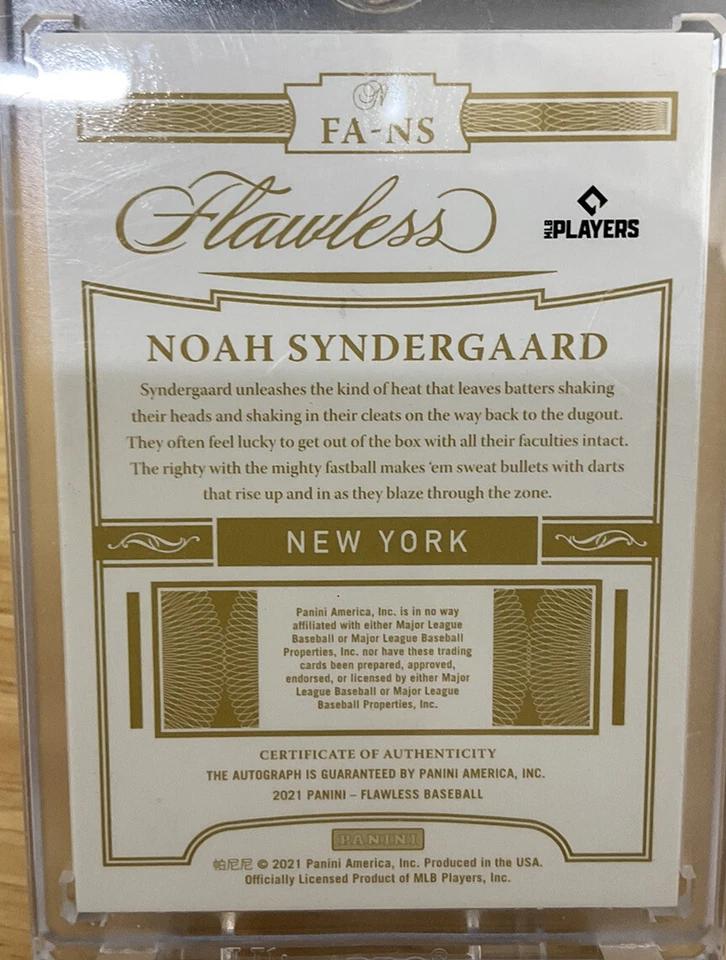 FA-NS
Flawless
MLB PLAYERS
NOAH SYNDERGAARD
Syndergaard unleashes the kind of heat that leaves batters shaking
their heads and shaking in their cleats on the way back to the dugout.
They often feel lucky to get out of the box with all their faculties intact.
The righty with the mighty fastball makes 'em sweat bullets with darts
that rise up and in as they blaze through the zone.
NEW YORK
Panini America, Inc. is in no way
affiliated with either Major League
Baseball or Major League Baseball
Properties, Inc. nor have these trading
cards been prepared, approved,
endorsed, or licensed by either Major
League Baseball or Major League
Baseball Properties, Inc.
CERTIFICATE OF AUTHENTICITY
THE AUTOGRAPH IS GUARANTEED BY PANINI AMERICA, INC.
2021 PANINI – FLAWLESS BASEBALL
PANINI
帕尼尼 © 2021 Panini America, Inc. Produced in the USA.
Officially Licensed Product of MLB Players, Inc.